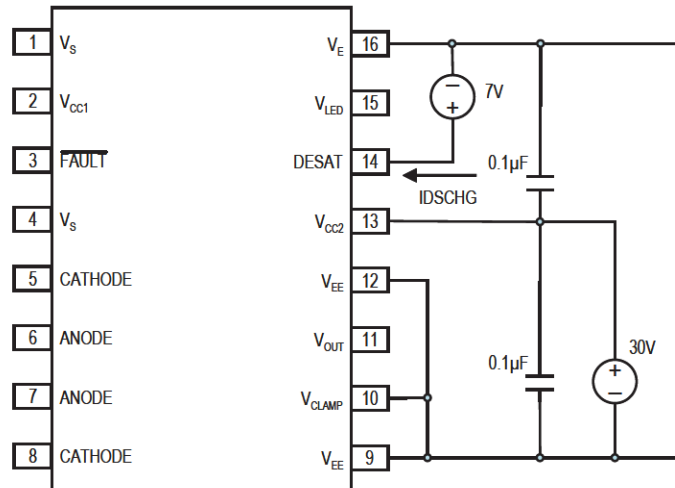 1 VS
2 VCC1
3 FAULT
4 VS
5 CATHODE
6 ANODE
7 ANODE
8 CATHODE
VE 16
VLED 15
DESAT 14
VCC2 13
VEE 12
VOUT 11
VCLAMP 10
VEE 9
7V
IDSCHG
0.1µF
0.1µF
30V